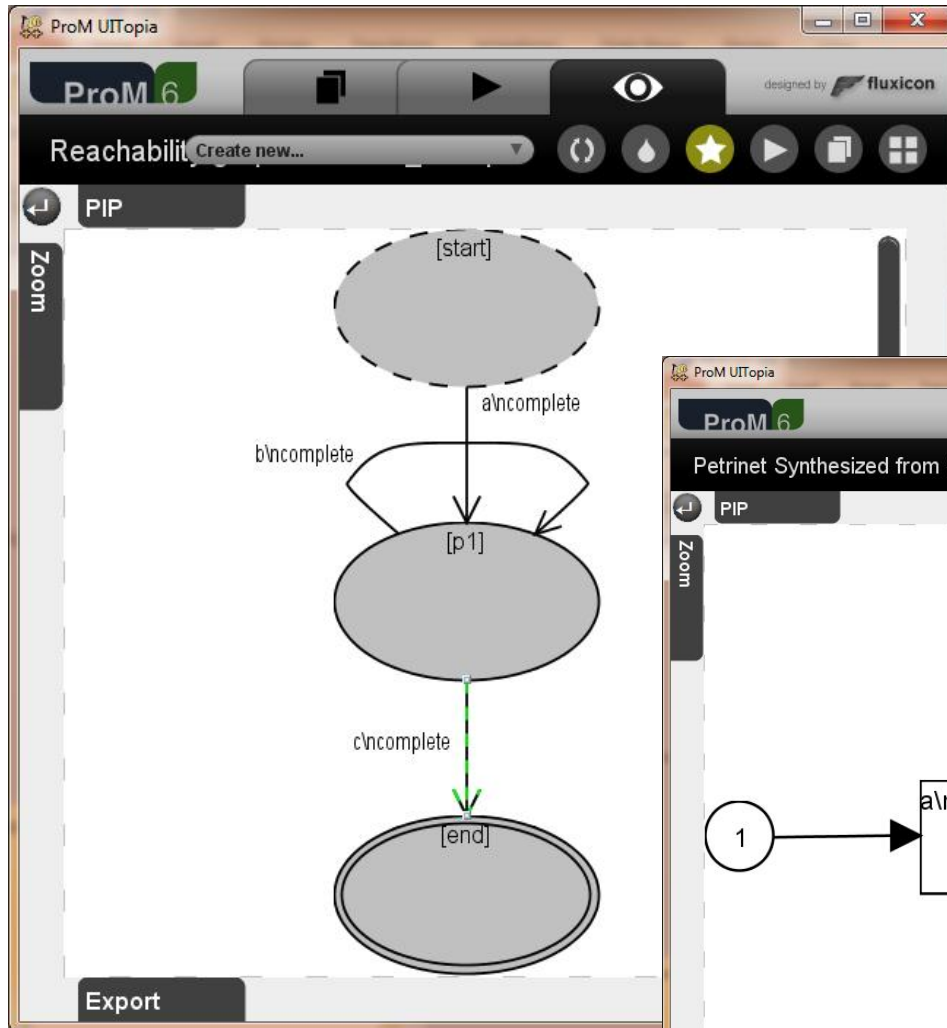 ProM UITopia
ProM 6
designed by fluxicon
Create new...
PIP
Zoom
[start]
a\ncomplete
b\ncomplete
[p1]
c\ncomplete
[end]
Export
ProM UITopia
ProM 6
Petrinet Synthesized from
PIP
Zoom
1